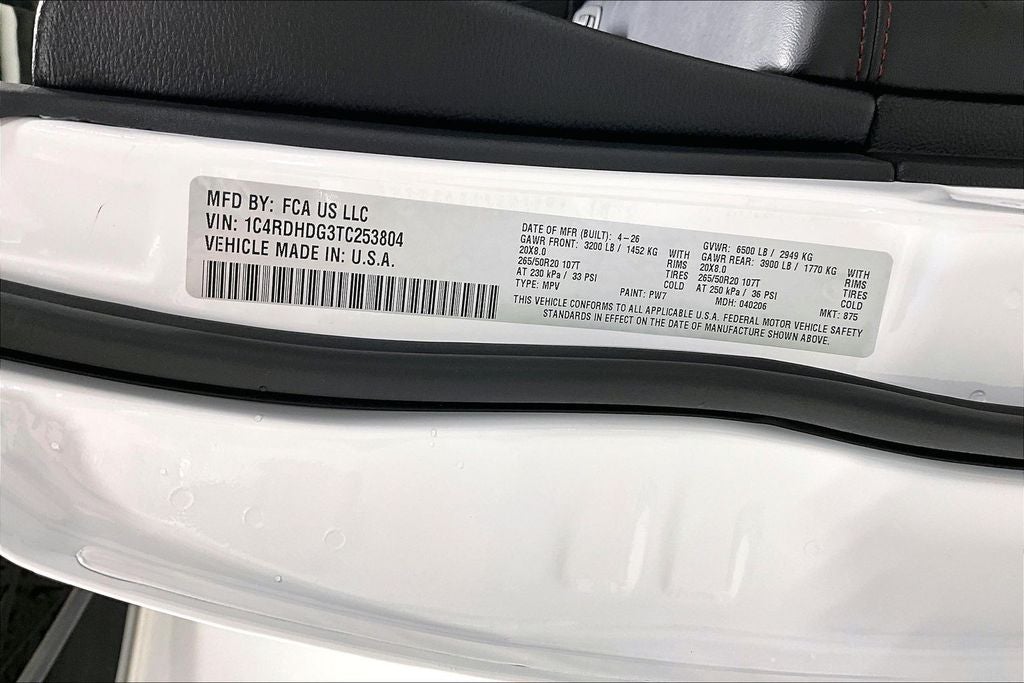 MFD BY: FCA US LLC
VIN: 1C4RDHDG3TC253804
VEHICLE MADE IN: U.S.A.
DATE OF MFR (BUILT): 4-26 GVWR: 6500 LB / 2949 KG
GAWR FRONT: 3200 LB / 1452 KG WITH GAWR REAR: 3900 LB / 1770 KG WITH
20X8.0 RIMS 20X8.0 RIMS
265/50R20 107T TIRES 265/50R20 107T TIRES
AT 230 kPa / 33 PSI COLD AT 250 kPa / 36 PSI COLD
TYPE: MPV PAINT: PW7 MDH: 040206 MKT: 875
THIS VEHICLE CONFORMS TO ALL APPLICABLE U.S.A. FEDERAL MOTOR VEHICLE SAFETY
STANDARDS IN EFFECT ON THE DATE OF MANUFACTURE SHOWN ABOVE.